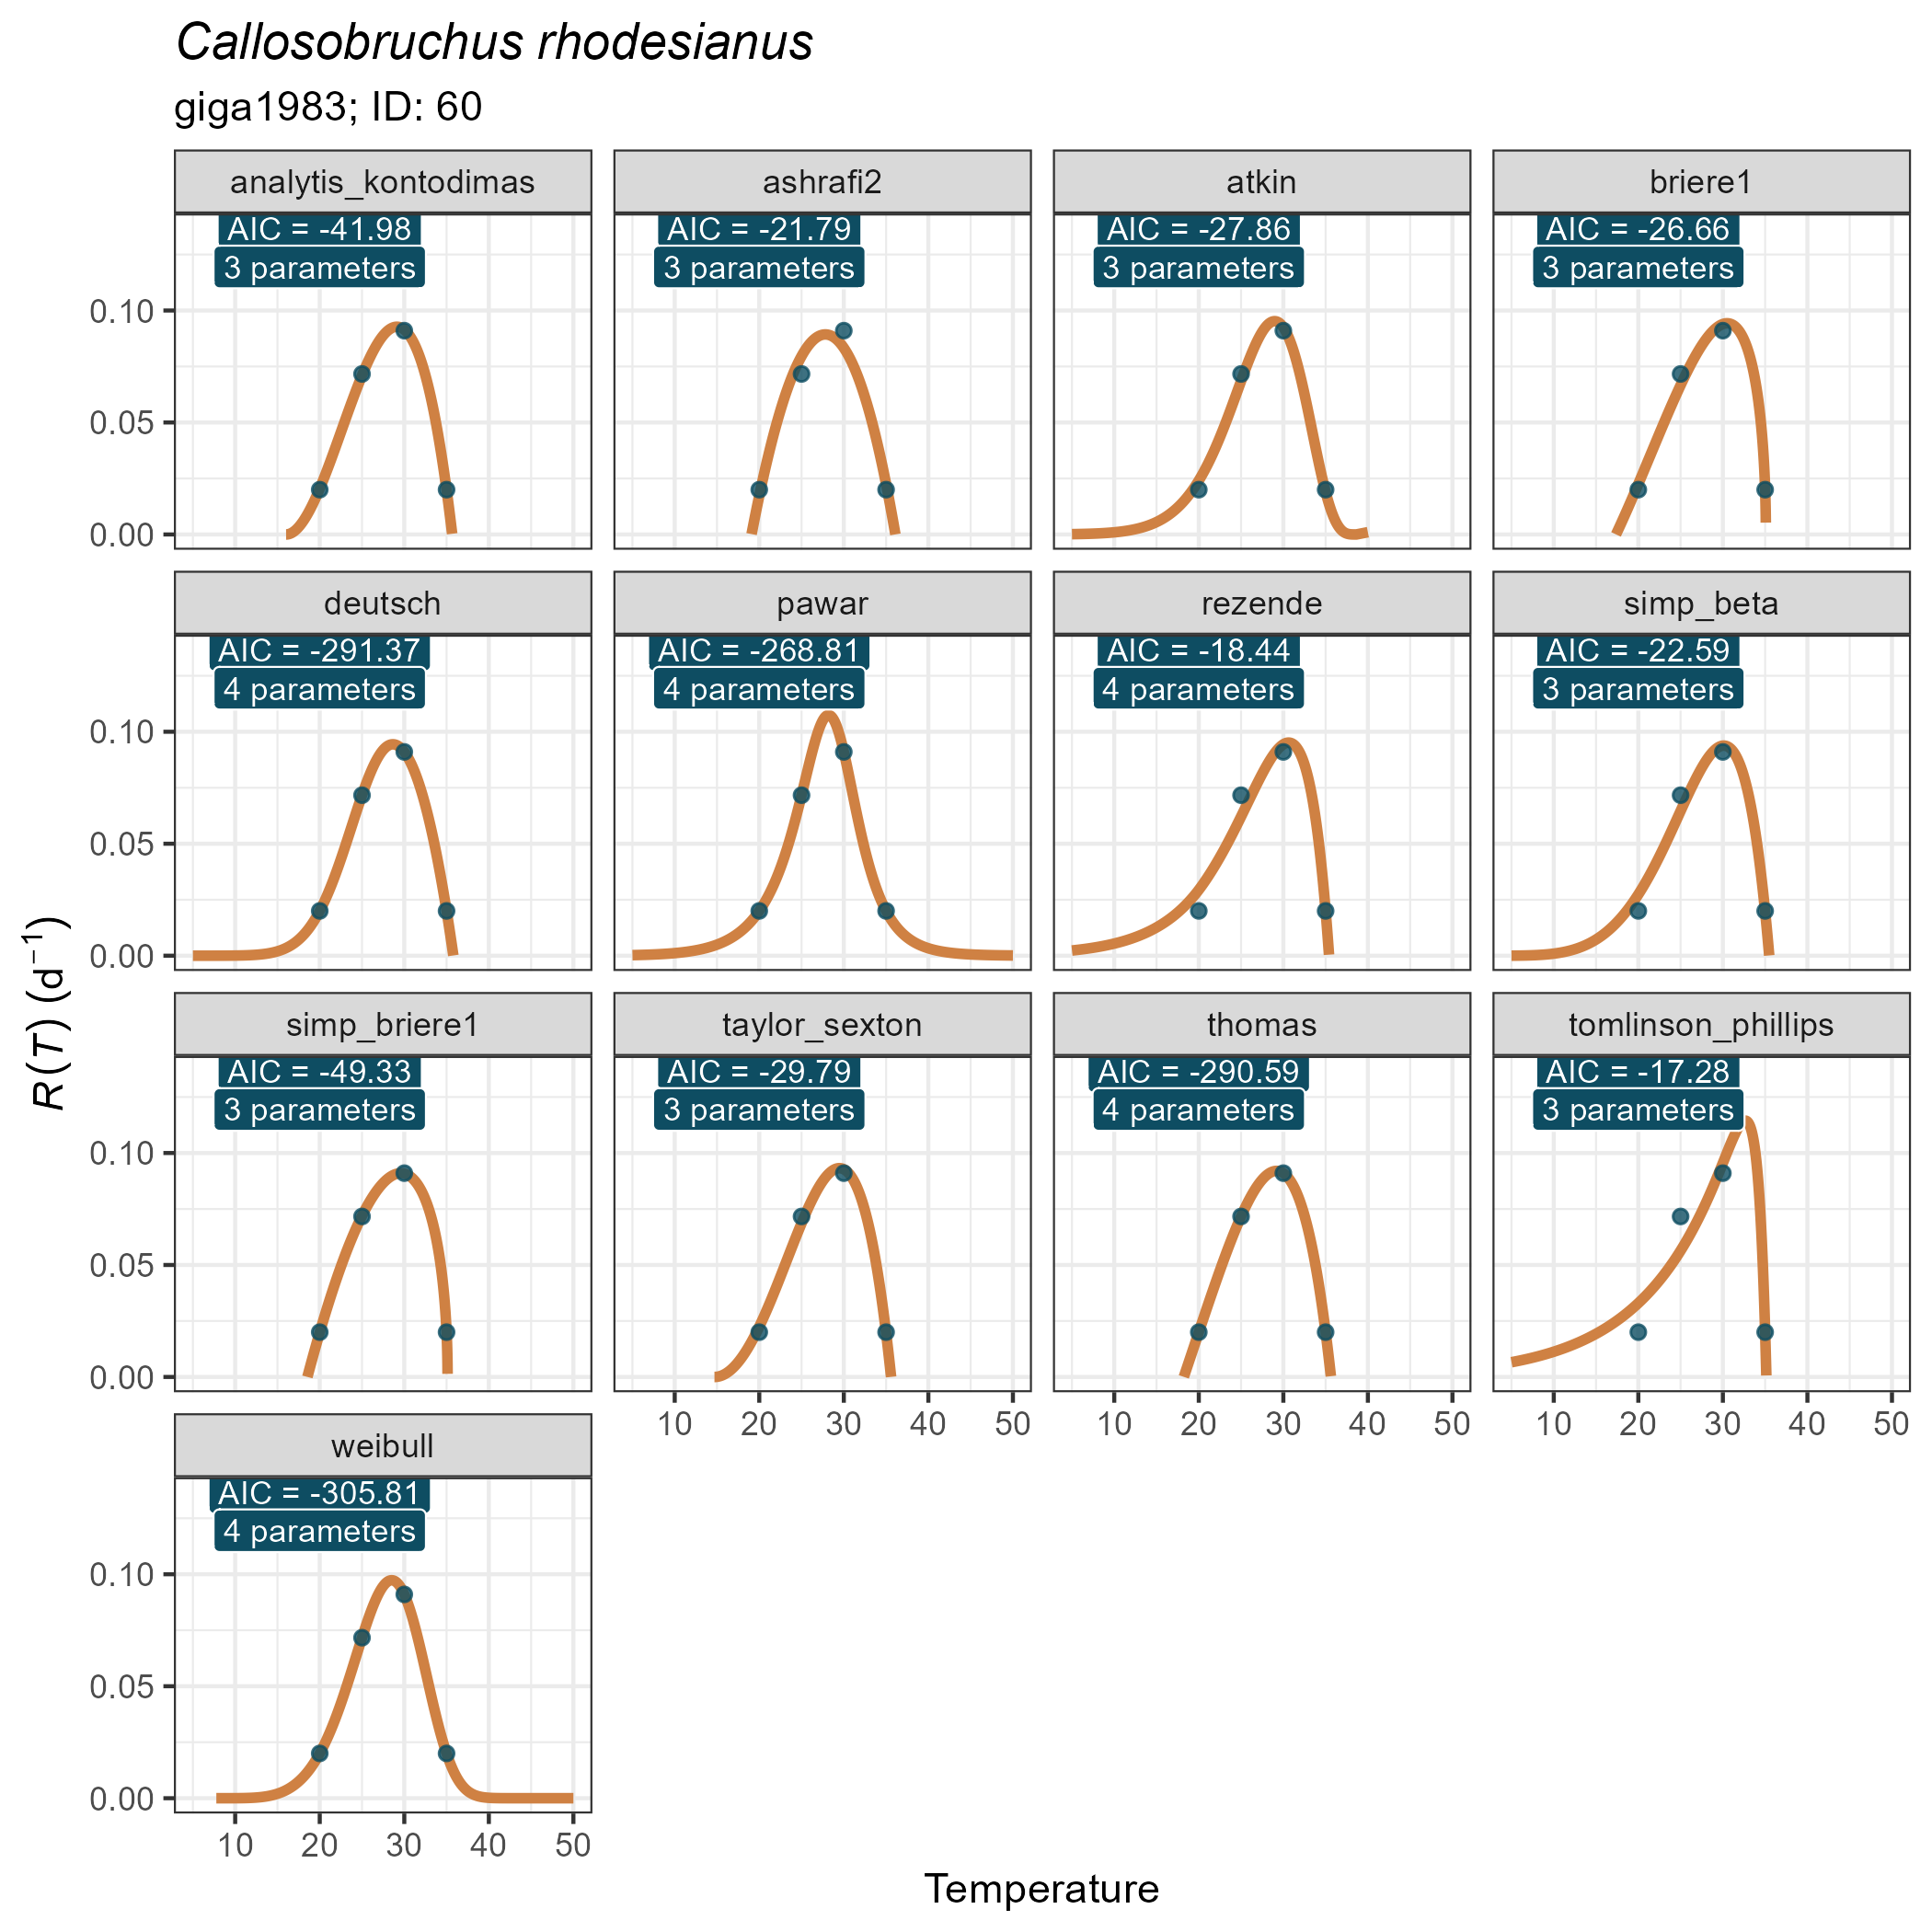 Callosobruchus rhodesianus
giga1983; ID: 60
analytis_kontodimas
ashrafi2
atkin
briere1
AIC = -41.98
3 parameters
AIC = -21.79
3 parameters
AIC = -27.86
3 parameters
AIC = -26.66
3 parameters
0.10
0.05
0.00
deutsch
pawar
rezende
simp_beta
AIC = -291.37
4 parameters
AIC = -268.81
4 parameters
AIC = -18.44
4 parameters
AIC = -22.59
3 parameters
0.10
0.05
0.00
R(T) (d⁻¹)
simp_briere1
taylor_sexton
thomas
tomlinson_phillips
AIC = -49.33
3 parameters
AIC = -29.79
3 parameters
AIC = -290.59
4 parameters
AIC = -17.28
3 parameters
0.10
0.05
0.00
10 20 30 40 50
10 20 30 40 50
10 20 30 40 50
weibull
AIC = -305.81
4 parameters
0.10
0.05
0.00
10 20 30 40 50
Temperature